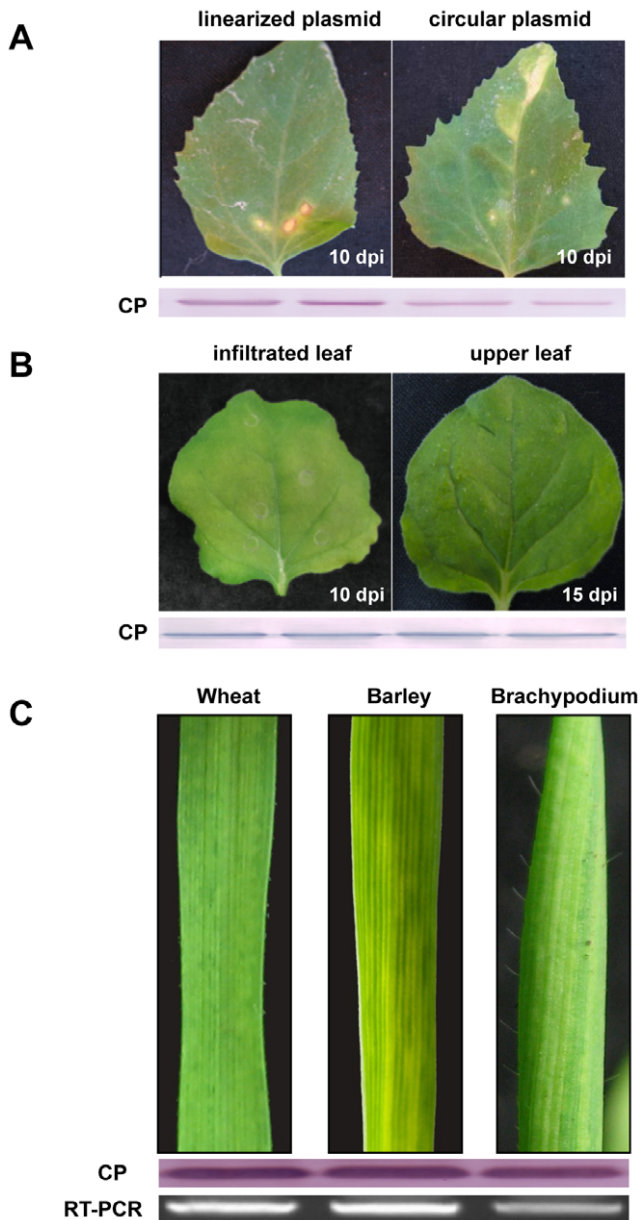 A
linearized plasmid circular plasmid
10 dpi 10 dpi
CP
B
infiltrated leaf upper leaf
10 dpi 15 dpi
CP
C
Wheat Barley Brachypodium
CP
RT-PCR